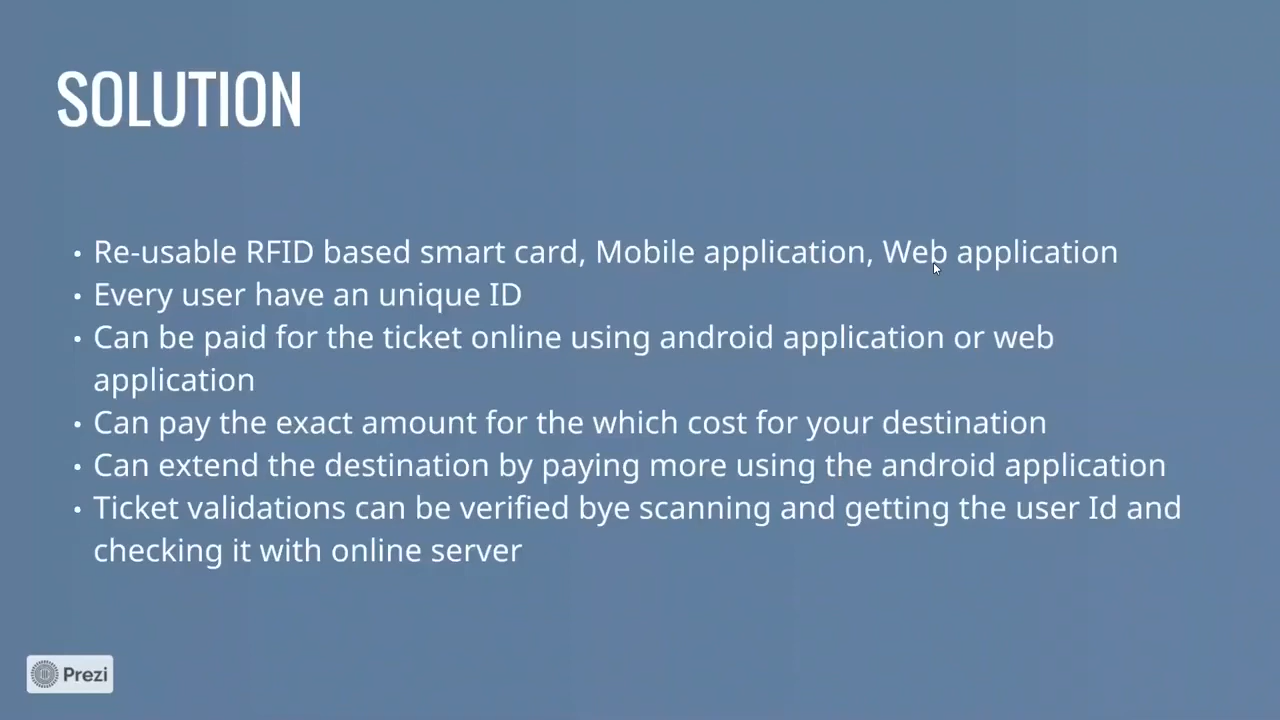 SOLUTION
• Re-usable RFID based smart card, Mobile application, Web application
• Every user have an unique ID
• Can be paid for the ticket online using android application or web
application
• Can pay the exact amount for the which cost for your destination
• Can extend the destination by paying more using the android application
• Ticket validations can be verified bye scanning and getting the user Id and
checking it with online server
Prezi